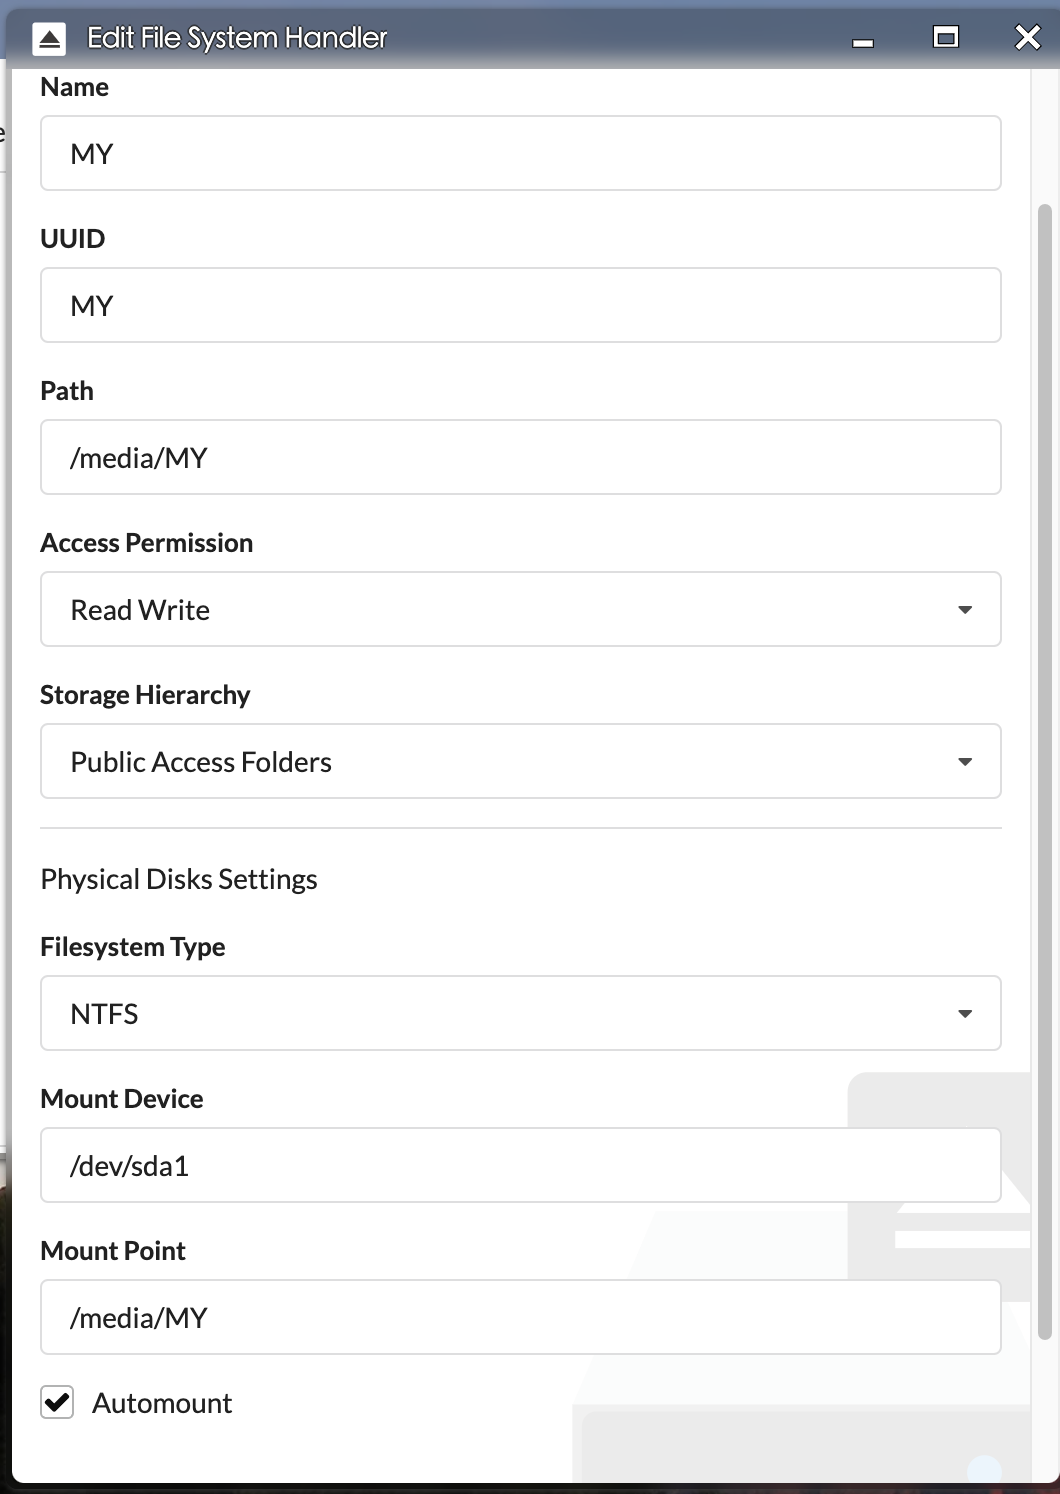 Edit File System Handler
Name
MY
UUID
MY
Path
/media/MY
Access Permission
Read Write
Storage Hierarchy
Public Access Folders
Physical Disks Settings
Filesystem Type
NTFS
Mount Device
/dev/sda1
Mount Point
/media/MY
Automount